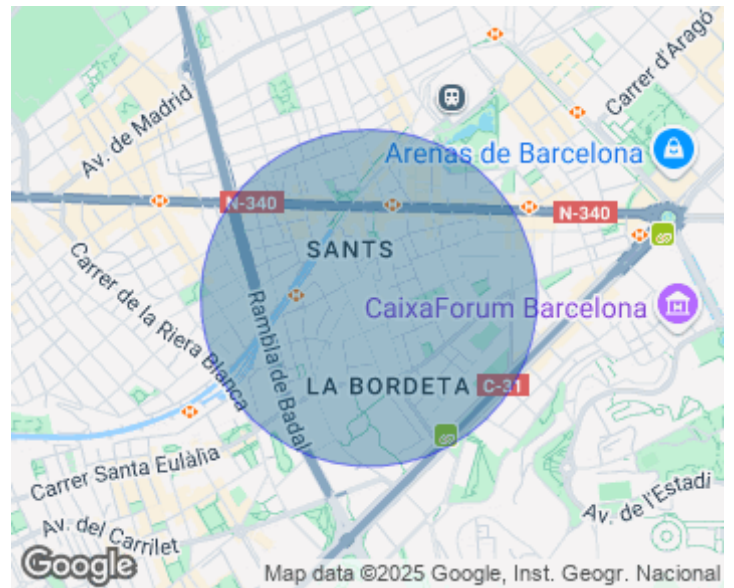 Carrer d'Aragó
Av. de Madrid
Arenas de Barcelona
N-340
N-340
SANTS
Carrer de la Riera Blanca
Rambla de Badal
CaixaForum Barcelona
LA BORDETA
C-31
Carrer Santa Eulàlia
Av. de l'Estadi
Av. del Carrilet
Google
Map data ©2025 Google, Inst. Geogr. Nacional